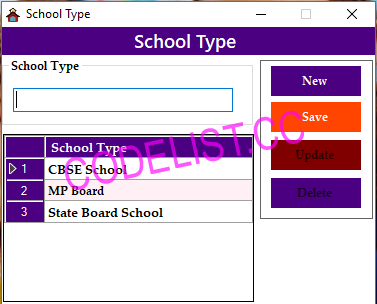 School Type
School Type
School Type
New
Save
Update
Delete
School Type
1 CBSE School
2 MP Board
3 State Board School
CODELIST.CC